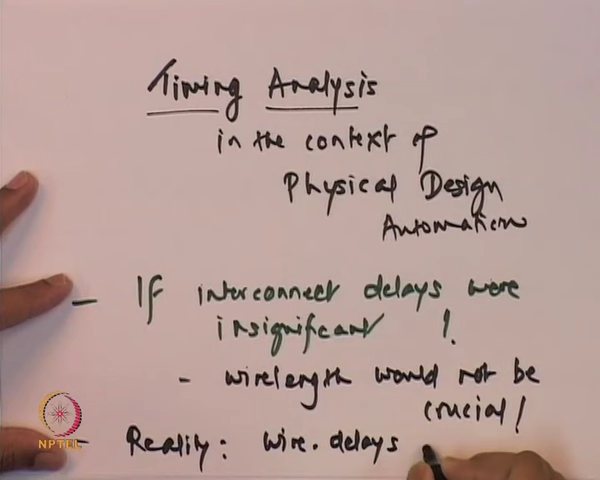 Timing Analysis
in the context of
Physical Design
Automation
- If interconnect delays were
insignificant !
- wirelength would not be
crucial!
- Reality: wire-delays
NPTEL